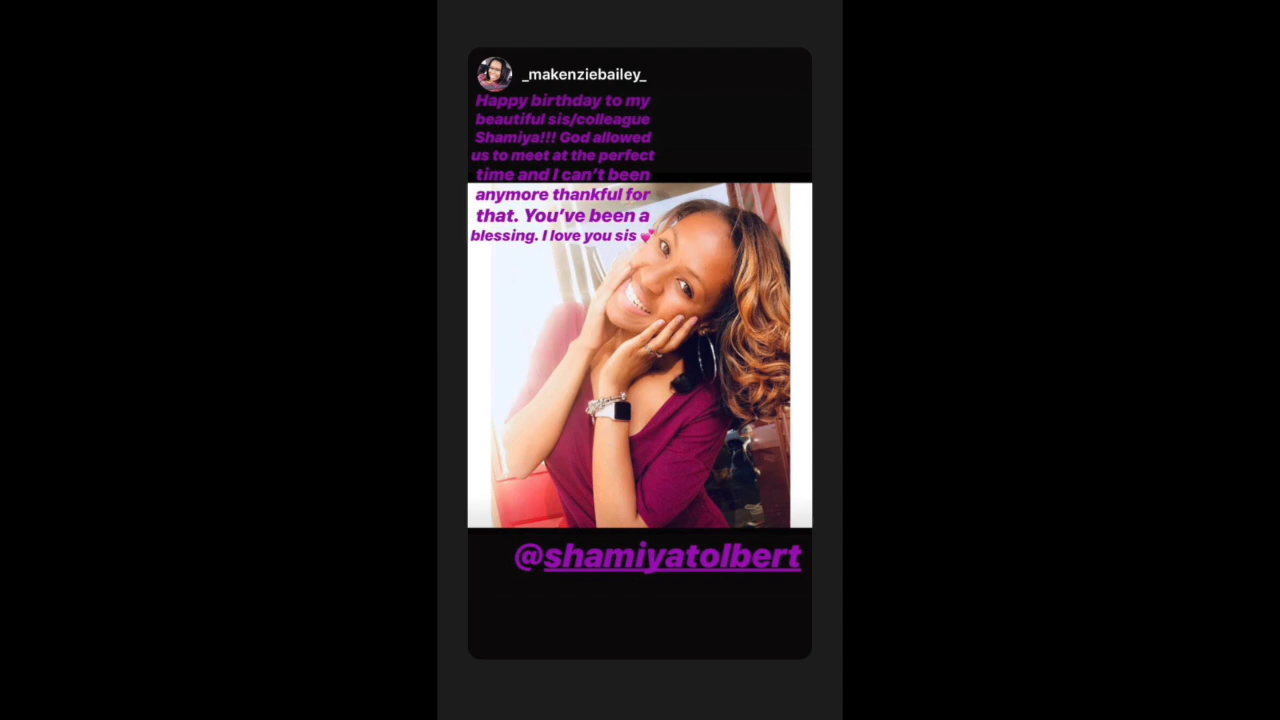 _makenziebailey_
Happy birthday to my
beautiful sis/colleague
Shamiya!!! God allowed
us to meet at the perfect
time and I can't been
anymore thankful for
that. You've been a
blessing. I love you sis 💕
@shamiyatolbert